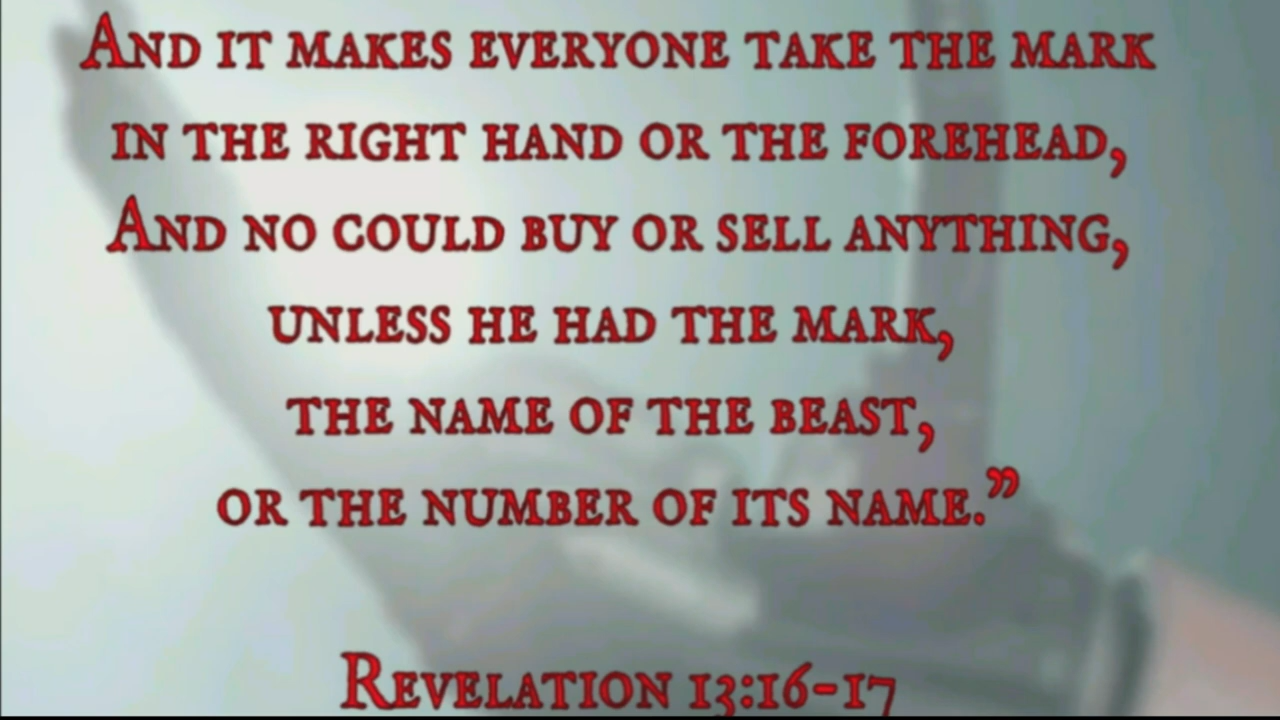 And it makes everyone take the mark
in the right hand or the forehead,
And no could buy or sell anything,
unless he had the mark,
the name of the beast,
or the number of its name.”
Revelation 13:16-17